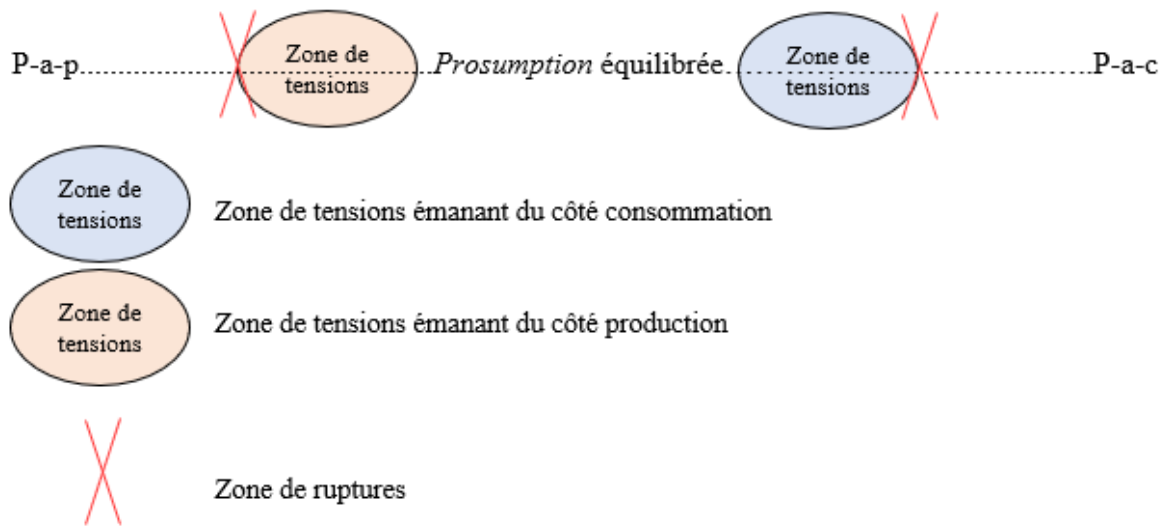 Zone de
tensions
Zone de
tensions
P-a-p Prosumption équilibrée P-a-c
Zone de
tensions
Zone de tensions émanant du côté consommation
Zone de
tensions
Zone de tensions émanant du côté production
Zone de ruptures